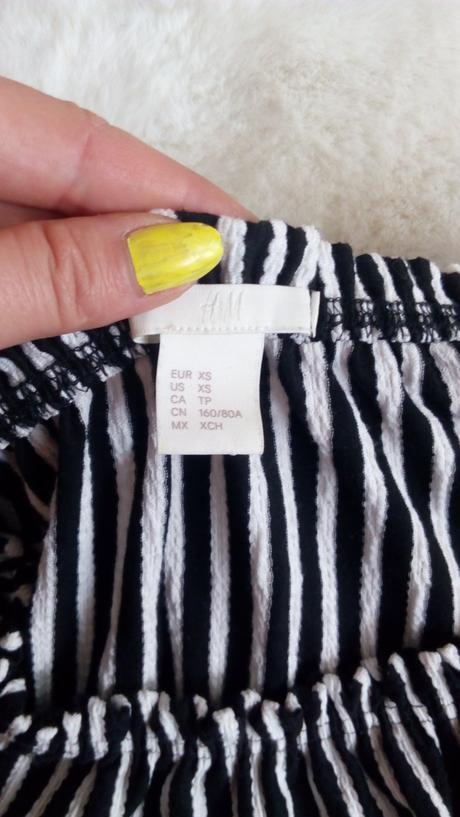 H&M
EUR XS
US XS
CA TP
CN 160/80A
MX XCH